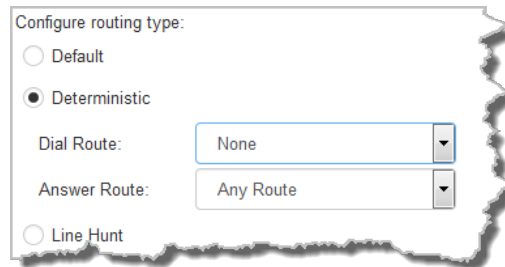 Configure routing type:
Default
Deterministic
Dial Route: None
Answer Route: Any Route
Line Hunt